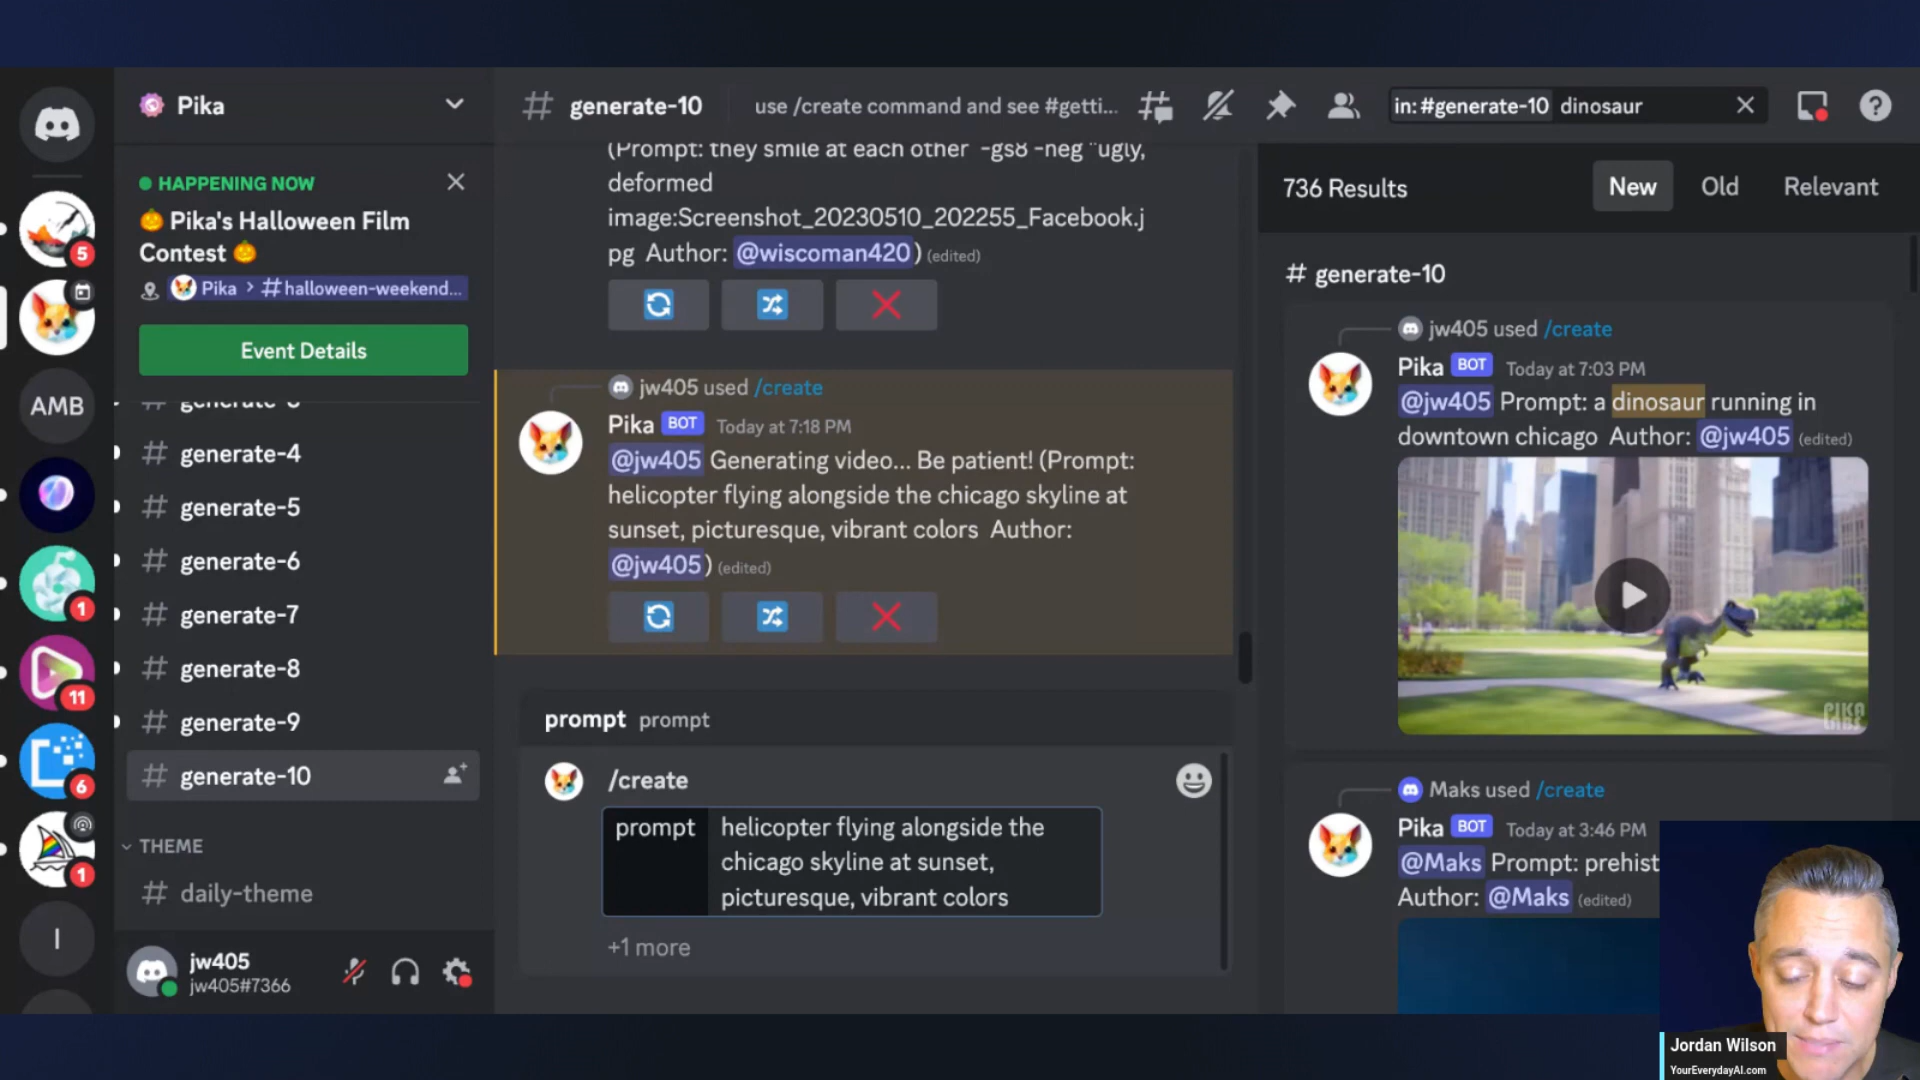 Pika
HAPPENING NOW
Pika's Halloween Film
Contest
Pika > #halloween-weekend...
Event Details
# generate-4
# generate-5
# generate-6
# generate-7
# generate-8
# generate-9
# generate-10
THEME
# daily-theme
jw405
jw405#7366
5
AMB
1
11
6
1
I
# generate-10
use /create command and see #getti...
(Prompt: they smile at each other -gs8 -neg "ugly,
deformed
image:Screenshot_20230510_202255_Facebook.j
pg Author: @wiscoman420) (edited)
jw405 used /create
Pika BOT Today at 7:18 PM
@jw405 Generating video... Be patient! (Prompt:
helicopter flying alongside the chicago skyline at
sunset, picturesque, vibrant colors Author:
@jw405) (edited)
prompt prompt
/create
prompt helicopter flying alongside the
chicago skyline at sunset,
picturesque, vibrant colors
+1 more
in: #generate-10 dinosaur
736 Results
New Old Relevant
# generate-10
jw405 used /create
Pika BOT Today at 7:03 PM
@jw405 Prompt: a dinosaur running in
downtown chicago Author: @jw405 (edited)
PIKA
LABS
Maks used /create
Pika BOT Today at 3:46 PM
@Maks Prompt: prehist
Author: @Maks (edited)
Jordan Wilson
YourEverydayAI.com